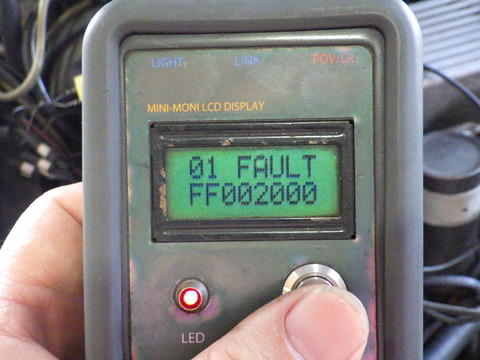 LIGHT LINK POWER
MINI-MONI LCD DISPLAY
01 FAULT
FF002000
LED